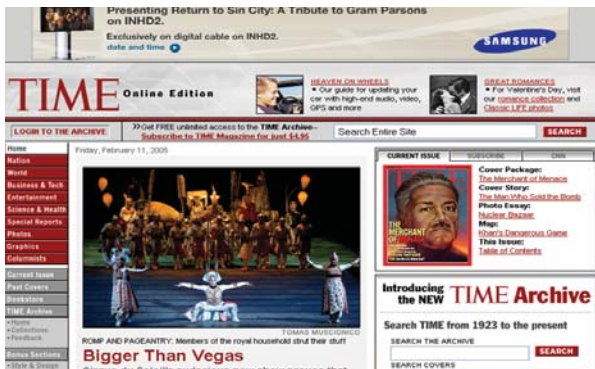 Presenting Return to Sin City: A Tribute to Gram Parsons
on INHD2.
Exclusively on digital cable on INHD2.
date and time
SAMSUNG
TIME Online Edition
HEAVEN ON WHEELS
Our guide for updating your
car with high-end audio, video,
GPS and more
GREAT ROMANCES
For Valentine's Day, visit
our romance collection and
Classic LIFE photos
LOGIN TO THE ARCHIVE
Get FREE unlimited access to the TIME Archive–
Subscribe to TIME Magazine for just $4.95
Search Entire Site
SEARCH
Home
Nation
World
Business & Tech
Entertainment
Science & Health
Special Reports
Photos
Graphics
Columnists
Current Issue
Past Covers
Bookstore
TIME Archive
Home
Collections
Feedback
Bonus Sections
Style & Design
Friday, February 11, 2005
TOMAS MUSCIONICO
ROMP AND PAGEANTRY: Members of the royal household strut their stuff
Bigger Than Vegas
CURRENT ISSUE
SUBSCRIBE
CNN
THE
MERCHANT
OF
Cover Package:
The Merchant of Menace
Cover Story:
The Man Who Sold the Bomb
Photo Essay:
Nuclear Bazaar
Map:
Khan's Dangerous Game
This Issue:
Table of Contents
Introducing
the NEW TIME Archive
Search TIME from 1923 to the present
SEARCH THE ARCHIVE
SEARCH
SEARCH COVERS